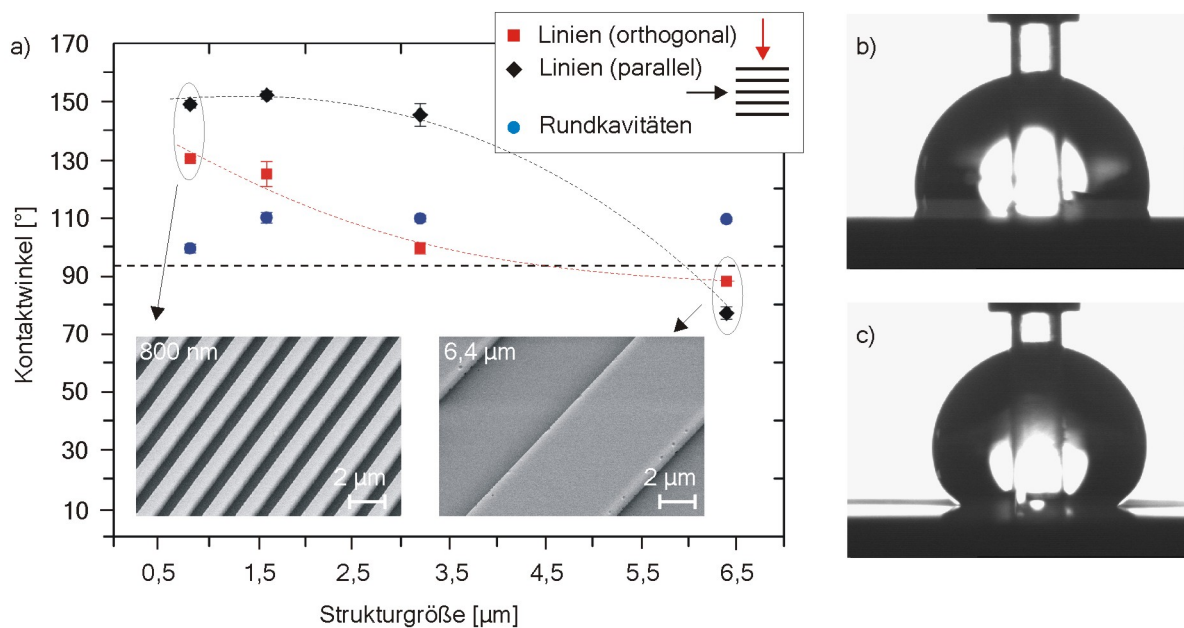 a)
170
150
130
110
90
70
50
30
10
Kontaktwinkel [°]
Linien (orthogonal)
Linien (parallel)
Rundkavitäten
800 nm
2 µm
6,4 µm
2 µm
0,5
1,5
2,5
3,5
4,5
5,5
6,5
Strukturgröße [µm]
b)
c)